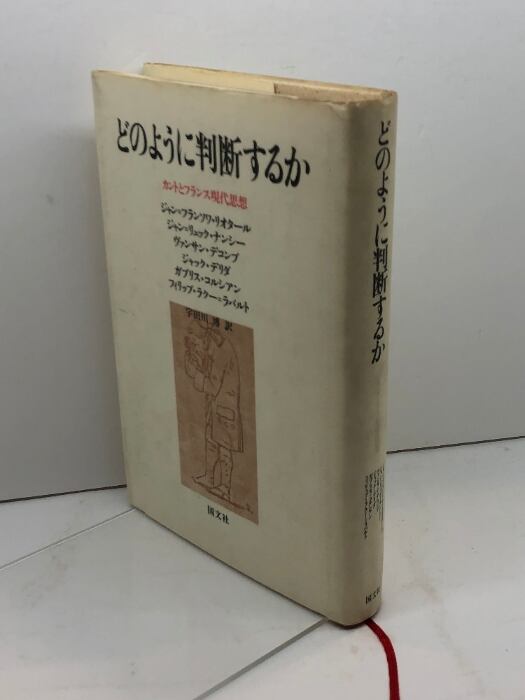 どのように判断するか
カントとフランス現代思想
ジャン=フランソワ・リオタール
ジャン=リュック・ナンシー
ヴァンサン・デコンブ
ジャック・デリダ
ガブリス・コルシアン
フィリップ・ラクー=ラバルト
宇田川 博 訳
国文社
どのように判断するか
国文社